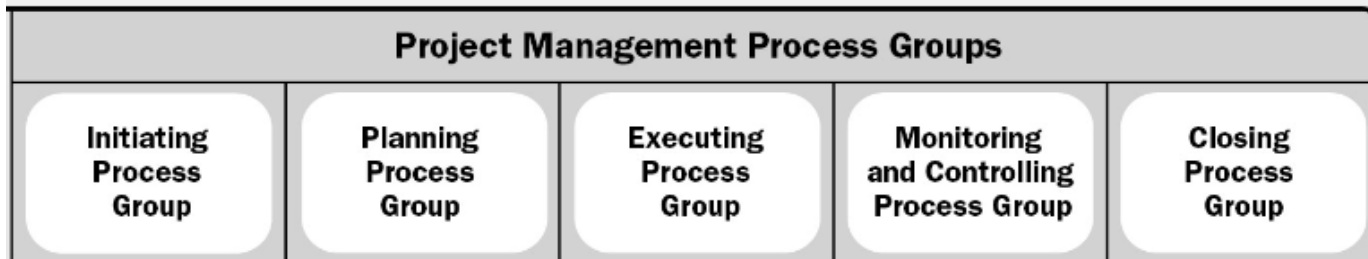 Project Management Process Groups
Initiating
Process
Group
Planning
Process
Group
Executing
Process
Group
Monitoring
and Controlling
Process Group
Closing
Process
Group